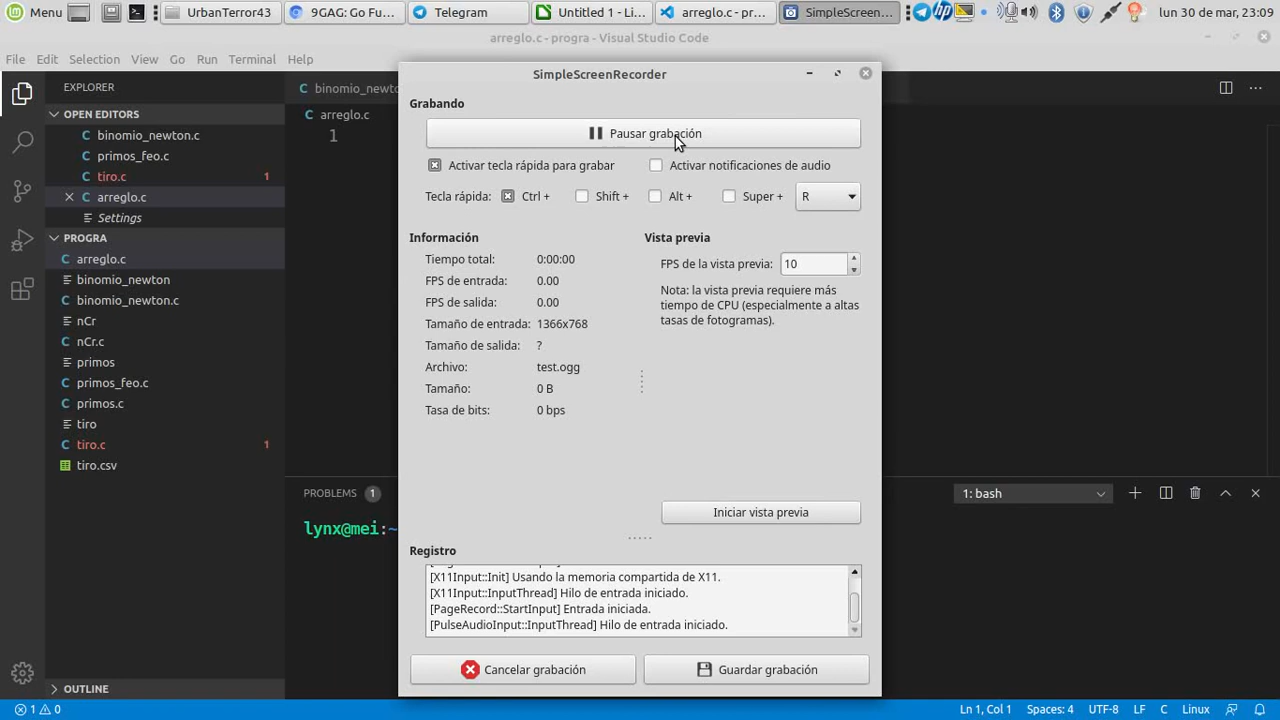 Menu
UrbanTerror43
9GAG: Go Fu...
Telegram
Untitled 1 - Li...
arreglo.c - pr...
SimpleScreen...
lun 30 de mar, 23:09
arreglo.c - progra - Visual Studio Code
File Edit Selection View Go Run Terminal Help
EXPLORER
OPEN EDITORS
C binomio_newton.c
C primos_feo.c
C tiro.c 1
C arreglo.c
Settings
PROGRA
C arreglo.c
binomio_newton
C binomio_newton.c
nCr
C nCr.c
primos
C primos_feo.c
C primos.c
tiro
C tiro.c 1
tiro.csv
OUTLINE
C binomio_newto
C arreglo.c
1
PROBLEMS 1
1: bash
lynx@mei:~
SimpleScreenRecorder
Grabando
Pausar grabación
Activar tecla rápida para grabar
Activar notificaciones de audio
Tecla rápida: Ctrl + Shift + Alt + Super + R
Información
Tiempo total: 0:00:00
FPS de entrada: 0.00
FPS de salida: 0.00
Tamaño de entrada: 1366x768
Tamaño de salida: ?
Archivo: test.ogg
Tamaño: 0 B
Tasa de bits: 0 bps
Vista previa
FPS de la vista previa: 10
Nota: la vista previa requiere más
tiempo de CPU (especialmente a altas
tasas de fotogramas).
Iniciar vista previa
Registro
[X11Input::Init] Usando la memoria compartida de X11.
[X11Input::InputThread] Hilo de entrada iniciado.
[PageRecord::StartInput] Entrada iniciada.
[PulseAudioInput::InputThread] Hilo de entrada iniciado.
Cancelar grabación
Guardar grabación
1 0
Ln 1, Col 1 Spaces: 4 UTF-8 LF C Linux